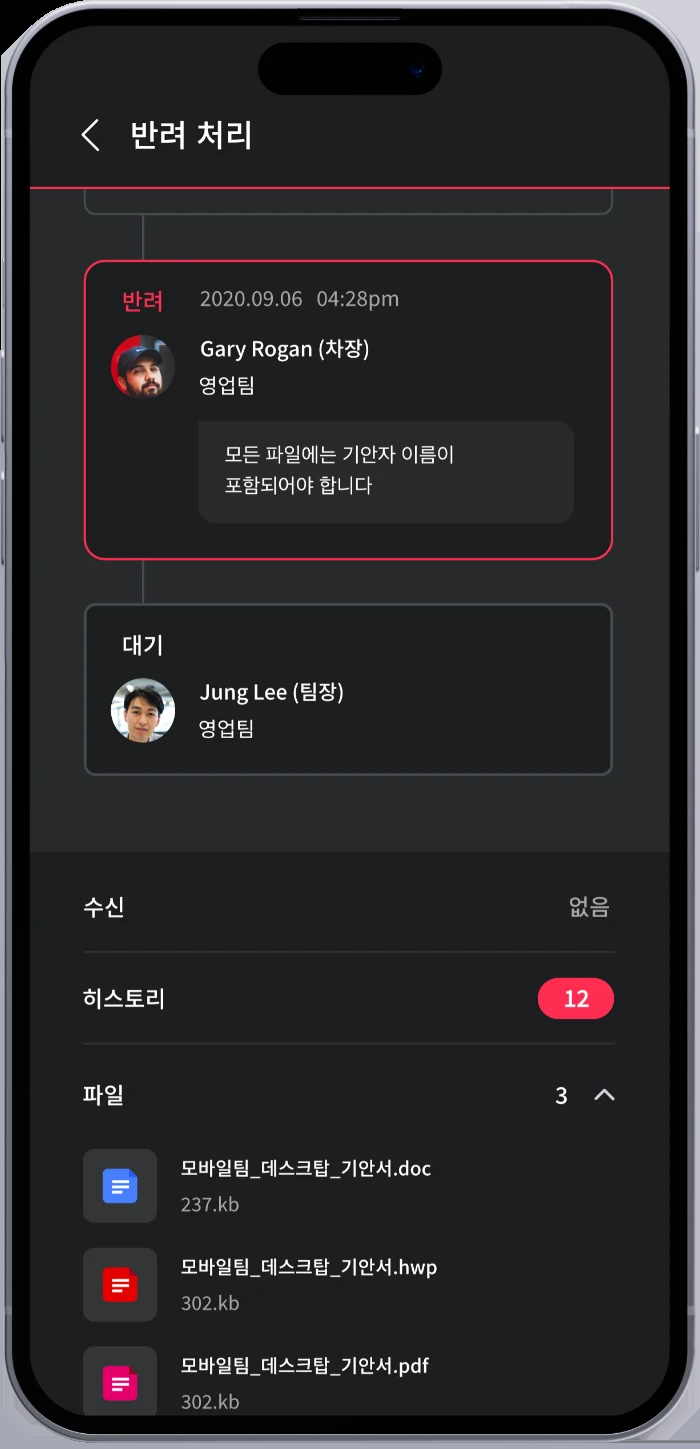 반려 처리
반려 2020.09.06 04:28pm
Gary Rogan (차장)
영업팀
모든 파일에는 기안자 이름이
포함되어야 합니다
대기
Jung Lee (팀장)
영업팀
수신 없음
히스토리 12
파일 3
모바일팀_데스크탑_기안서.doc
237.kb
모바일팀_데스크탑_기안서.hwp
302.kb
모바일팀_데스크탑_기안서.pdf
302.kb